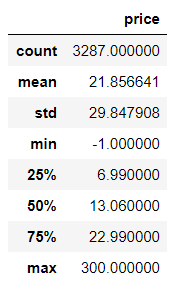 price
count 3287.000000
mean 21.856641
std 29.847908
min -1.000000
25% 6.990000
50% 13.060000
75% 22.990000
max 300.000000